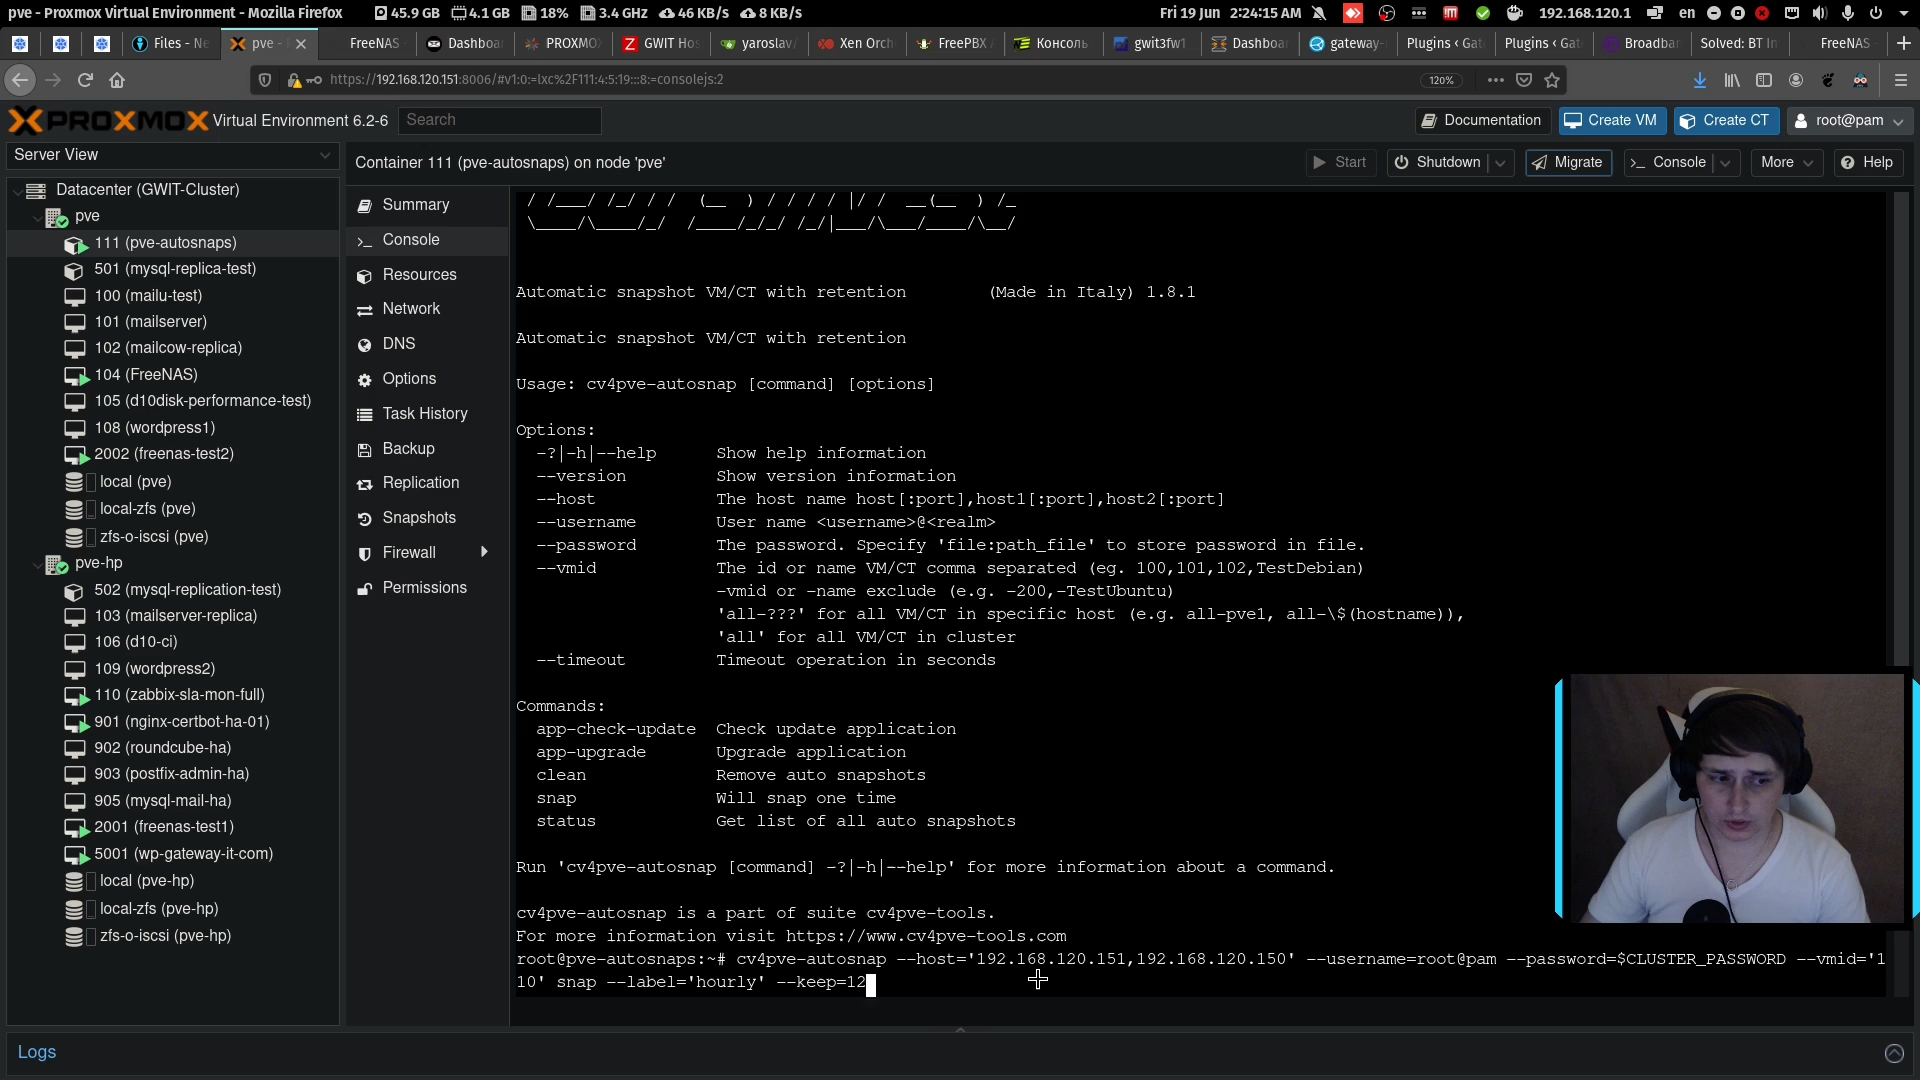 pve - Proxmox Virtual Environment - Mozilla Firefox
45.9 GB
4.1 GB
18%
3.4 GHz
46 KB/s
8 KB/s
Fri 19 Jun  2:24:15 AM
192.168.120.1
en
Files - Ne
pve -
FreeNAS
Dashboa
PROXMO
GWIT Hos
yaroslav/
Xen Orch
FreePBX A
Консоль
gwit3fw1
Dashboa
gateway-
Plugins ‹ Gat
Plugins ‹ Gat
Broadba
Solved: BT In
FreeNAS
https://192.168.120.151:8006/#v1:0:=lxc%2F111:4:5:19:::8:=consolejs:2
120%
PROXMOX Virtual Environment 6.2-6
Search
Documentation
Create VM
Create CT
root@pam
Server View
Datacenter (GWIT-Cluster)
pve
111 (pve-autosnaps)
501 (mysql-replica-test)
100 (mailu-test)
101 (mailserver)
102 (mailcow-replica)
104 (FreeNAS)
105 (d10disk-performance-test)
108 (wordpress1)
2002 (freenas-test2)
local (pve)
local-zfs (pve)
zfs-o-iscsi (pve)
pve-hp
502 (mysql-replication-test)
103 (mailserver-replica)
106 (d10-ci)
109 (wordpress2)
110 (zabbix-sla-mon-full)
901 (nginx-certbot-ha-01)
902 (roundcube-ha)
903 (postfix-admin-ha)
905 (mysql-mail-ha)
2001 (freenas-test1)
5001 (wp-gateway-it-com)
local (pve-hp)
local-zfs (pve-hp)
zfs-o-iscsi (pve-hp)
Container 111 (pve-autosnaps) on node 'pve'
Start
Shutdown
Migrate
Console
More
Help
Summary
Console
Resources
Network
DNS
Options
Task History
Backup
Replication
Snapshots
Firewall
Permissions
Automatic snapshot VM/CT with retention        (Made in Italy) 1.8.1
Automatic snapshot VM/CT with retention
Usage: cv4pve-autosnap [command] [options]
Options:
-?|-h|--help      Show help information
--version         Show version information
--host            The host name host[:port],host1[:port],host2[:port]
--username        User name <username>@<realm>
--password        The password. Specify 'file:path_file' to store password in file.
--vmid            The id or name VM/CT comma separated (eg. 100,101,102,TestDebian)
-vmid or -name exclude (e.g. -200,-TestUbuntu)
'all-???' for all VM/CT in specific host (e.g. all-pve1, all-\$(hostname)),
'all' for all VM/CT in cluster
--timeout         Timeout operation in seconds
Commands:
app-check-update  Check update application
app-upgrade       Upgrade application
clean             Remove auto snapshots
snap              Will snap one time
status            Get list of all auto snapshots
Run 'cv4pve-autosnap [command] -?|-h|--help' for more information about a command.
cv4pve-autosnap is a part of suite cv4pve-tools.
For more information visit https://www.cv4pve-tools.com
root@pve-autosnaps:~# cv4pve-autosnap --host='192.168.120.151,192.168.120.150' --username=root@pam --password=$CLUSTER_PASSWORD --vmid='1
10' snap --label='hourly' --keep=12
Logs